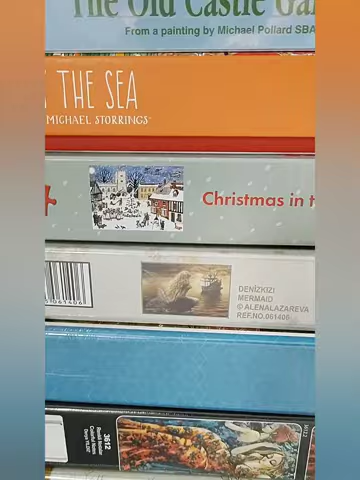 The Old Castle Ga
From a painting by Michael Pollard SBA
THE SEA
MICHAEL STORRINGS
Christmas in t
061406
DENİZKIZI
MERMAID
© ALENALAZAREVA
REF.NO.061406
3612